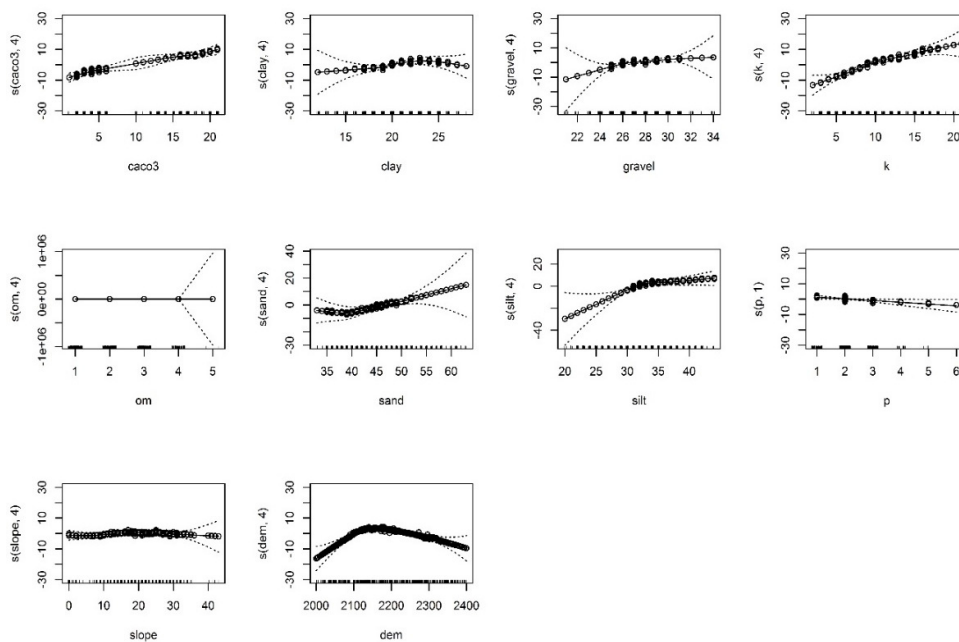 s(caco3, 4)
30
10
-10
-30
5 10 15 20
caco3
s(clay, 4)
30
10
-10
-30
15 20 25
clay
s(gravel, 4)
30
10
-10
-30
22 24 26 28 30 32 34
gravel
s(k, 4)
30
10
-10
-30
5 10 15 20
k
s(om, 4)
1e+06
0e+00
-1e+06
1 2 3 4 5
om
s(sand, 4)
40
20
0
-30
35 40 45 50 55 60
sand
s(silt, 4)
20
0
-40
20 25 30 35 40
silt
s(p, 1)
30
10
-10
-30
1 2 3 4 5 6
p
s(slope, 4)
30
10
-10
-30
0 10 20 30 40
slope
s(dem, 4)
30
10
-10
-30
2000 2100 2200 2300 2400
dem